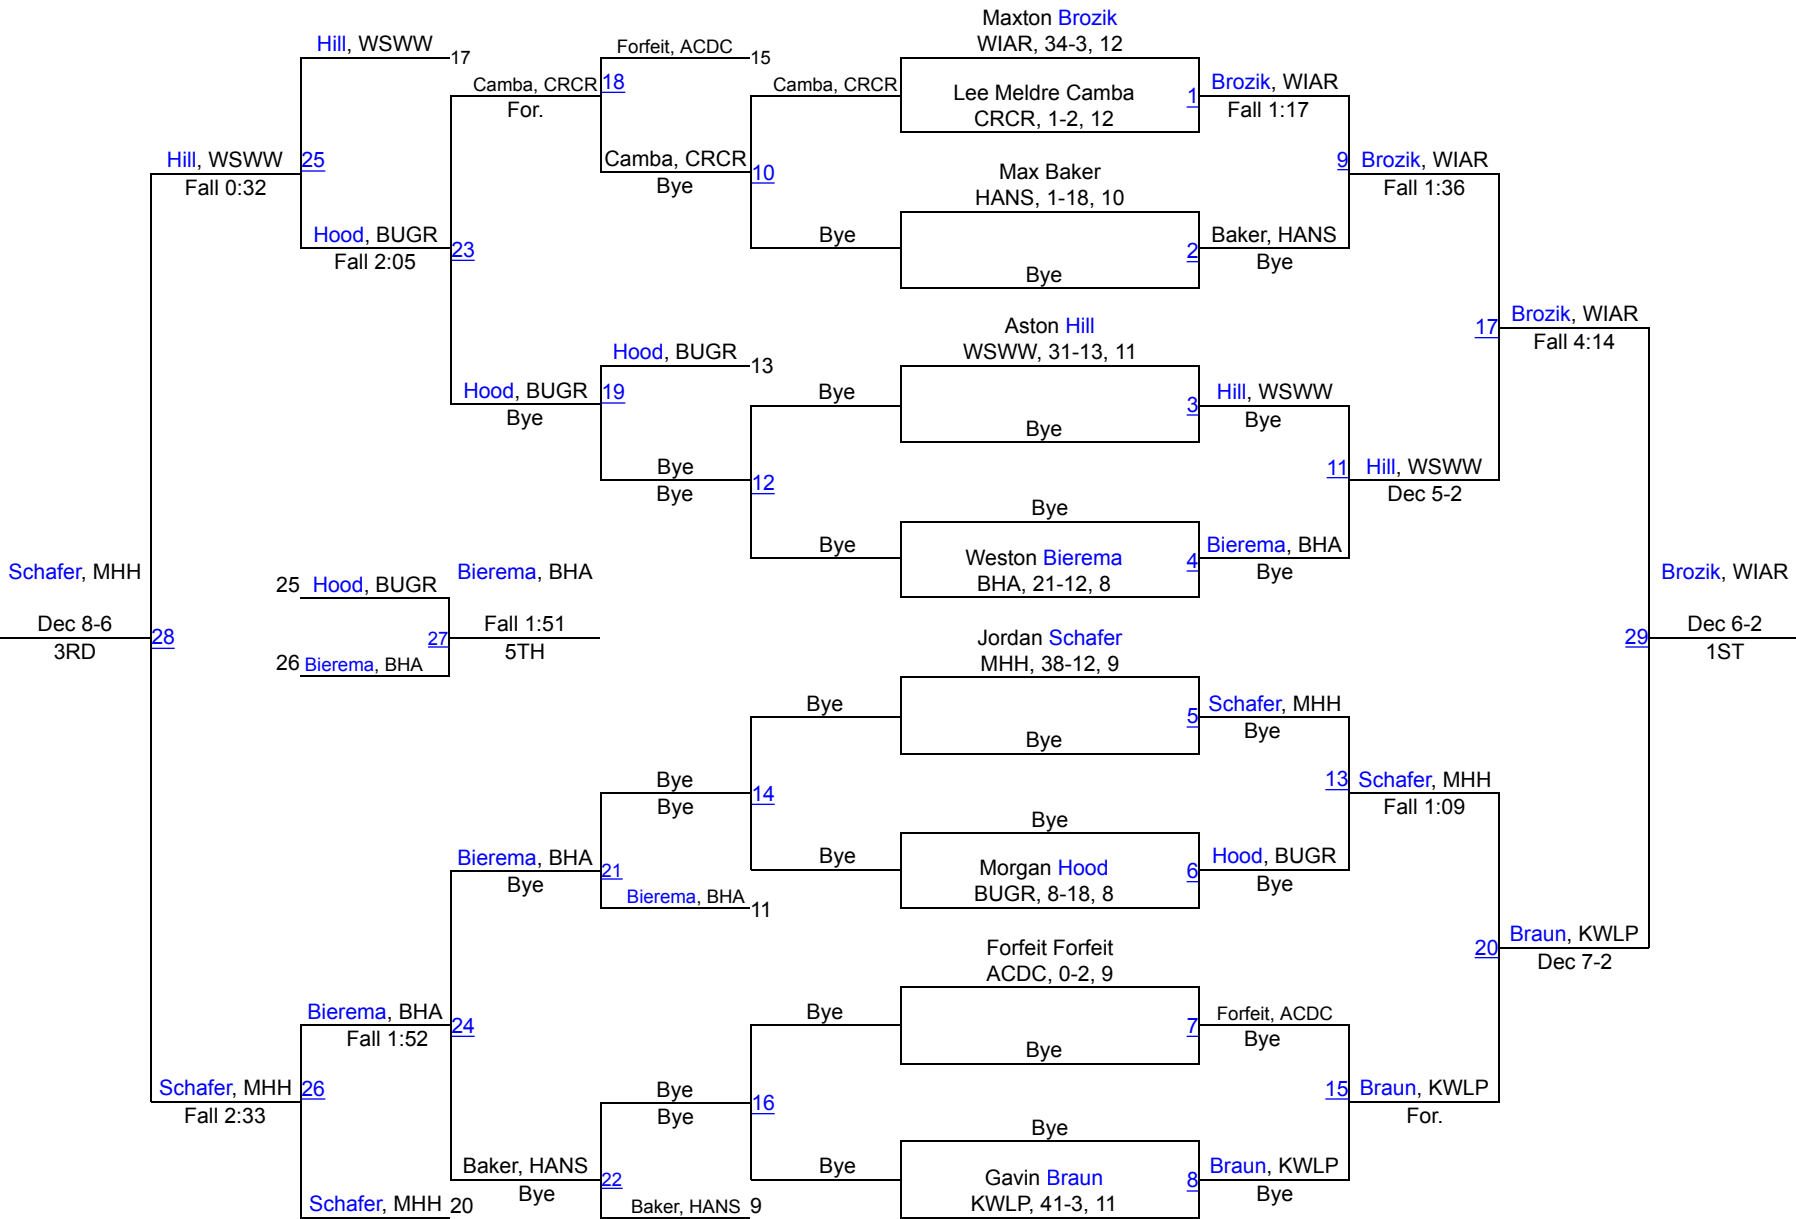 Maxton Brozik
WIAR, 34-3, 12
Hill, WSWW
17
Forfeit, ACDC
15
Camba, CRCR
18
For.
Camba, CRCR
Lee Meldre Camba
CRCR, 1-2, 12
1
Brozik, WIAR
Fall 1:17
Hill, WSWW
25
Fall 0:32
Camba, CRCR
10
Bye
Max Baker
HANS, 1-18, 10
9
Brozik, WIAR
Fall 1:36
Hood, BUGR
23
Fall 2:05
Bye
Bye
2
Baker, HANS
Bye
Aston Hill
WSWW, 31-13, 11
17
Brozik, WIAR
Fall 4:14
Hood, BUGR
13
Hood, BUGR
19
Bye
Bye
Bye
3
Hill, WSWW
Bye
Bye
12
Bye
11
Hill, WSWW
Dec 5-2
Bye
Bye
Weston Bierema
BHA, 21-12, 8
4
Bierema, BHA
Bye
Schafer, MHH
Dec 8-6
3RD
28
25 Hood, BUGR
Bierema, BHA
27
Fall 1:51
5TH
26 Bierema, BHA
Brozik, WIAR
29
Dec 6-2
1ST
Jordan Schafer
MHH, 38-12, 9
Bye
Bye
5
Schafer, MHH
Bye
Bye
14
Bye
13
Schafer, MHH
Fall 1:09
Bierema, BHA
21
Bye
Bierema, BHA
11
Bye
Bye
Morgan Hood
BUGR, 8-18, 8
6
Hood, BUGR
Bye
Forfeit Forfeit
ACDC, 0-2, 9
20
Braun, KWLP
Dec 7-2
Bierema, BHA
24
Fall 1:52
Bye
Bye
7
Forfeit, ACDC
Bye
Schafer, MHH
26
Fall 2:33
Bye
16
Bye
15
Braun, KWLP
For.
Baker, HANS
22
Bye
Bye
Bye
Gavin Braun
KWLP, 41-3, 11
8
Braun, KWLP
Bye
Schafer, MHH 20
Baker, HANS 9